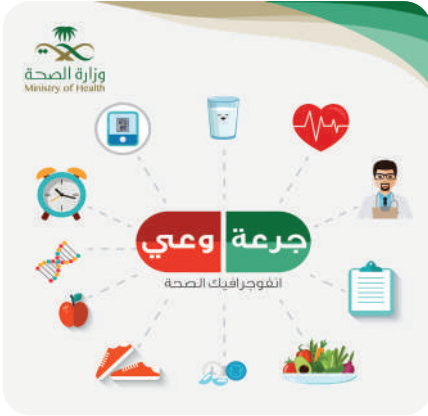 وزارة الصحة
Ministry of Health
جرعة وعي
انفوجرافيك الصحة